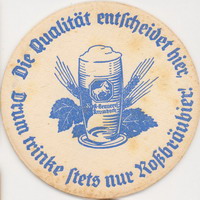 Die Qualität entscheidet hier,
Drum trinke stets nur Roßbräubier!